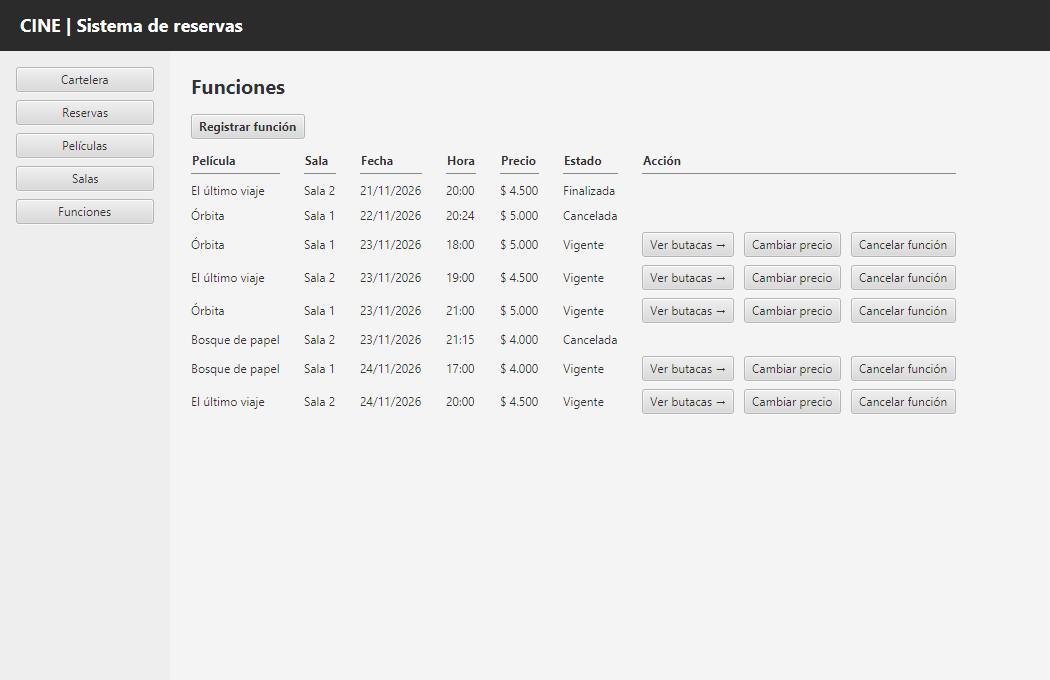 CINE | Sistema de reservas
Cartelera
Reservas
Películas
Salas
Funciones
Funciones
Registrar función
Película Sala Fecha Hora Precio Estado Acción
El último viaje Sala 2 21/11/2026 20:00 $ 4.500 Finalizada
Órbita Sala 1 22/11/2026 20:24 $ 5.000 Cancelada
Órbita Sala 1 23/11/2026 18:00 $ 5.000 Vigente Ver butacas → Cambiar precio Cancelar función
El último viaje Sala 2 23/11/2026 19:00 $ 4.500 Vigente Ver butacas → Cambiar precio Cancelar función
Órbita Sala 1 23/11/2026 21:00 $ 5.000 Vigente Ver butacas → Cambiar precio Cancelar función
Bosque de papel Sala 2 23/11/2026 21:15 $ 4.000 Cancelada
Bosque de papel Sala 1 24/11/2026 17:00 $ 4.000 Vigente Ver butacas → Cambiar precio Cancelar función
El último viaje Sala 2 24/11/2026 20:00 $ 4.500 Vigente Ver butacas → Cambiar precio Cancelar función